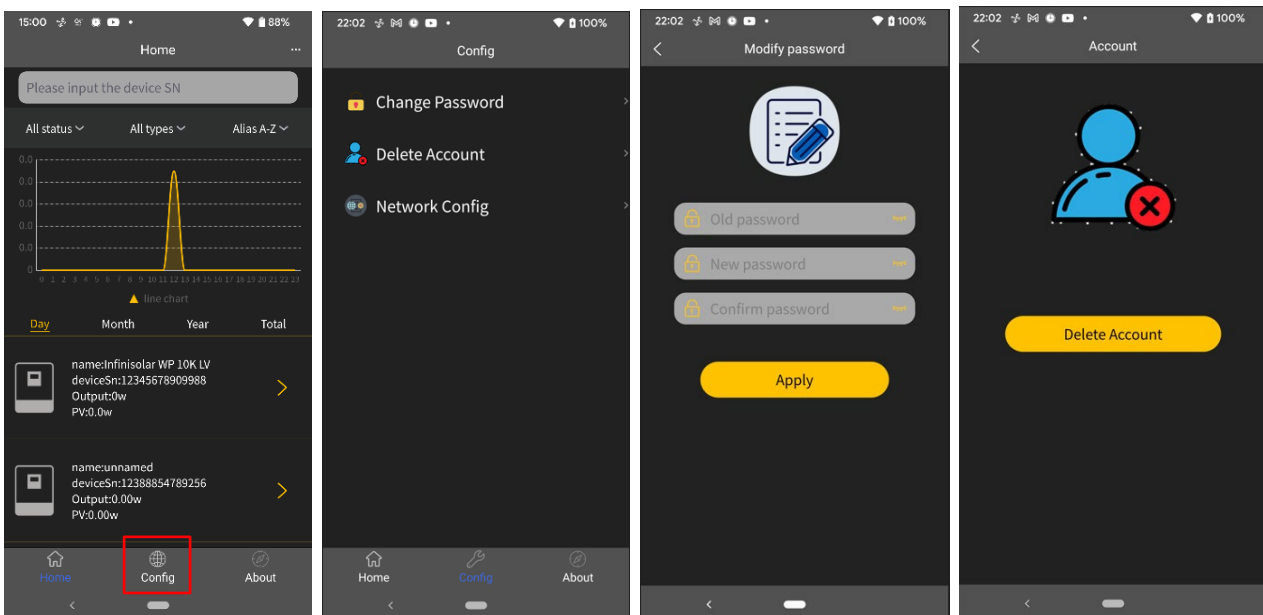 15:00
88%
Home
Please input the device SN
All status
All types
Alias A-Z
0.0
0.0
0.0
0.0
0.0
0
0 1 2 3 4 5 6 7 8 9 10 11 12 13 14 15 16 17 18 19 20 21 22 23
line chart
Day Month Year Total
name:Infinisolar WP 10K LV
deviceSn:12345678909988
Output:0w
PV:0.0w
name:unnamed
deviceSn:12388854789256
Output:0.00w
PV:0.00w
Home Config About
22:02
100%
Config
Change Password
Delete Account
Network Config
Home Config About
22:02
100%
Modify password
Old password
New password
Confirm password
Apply
22:02
100%
Account
Delete Account